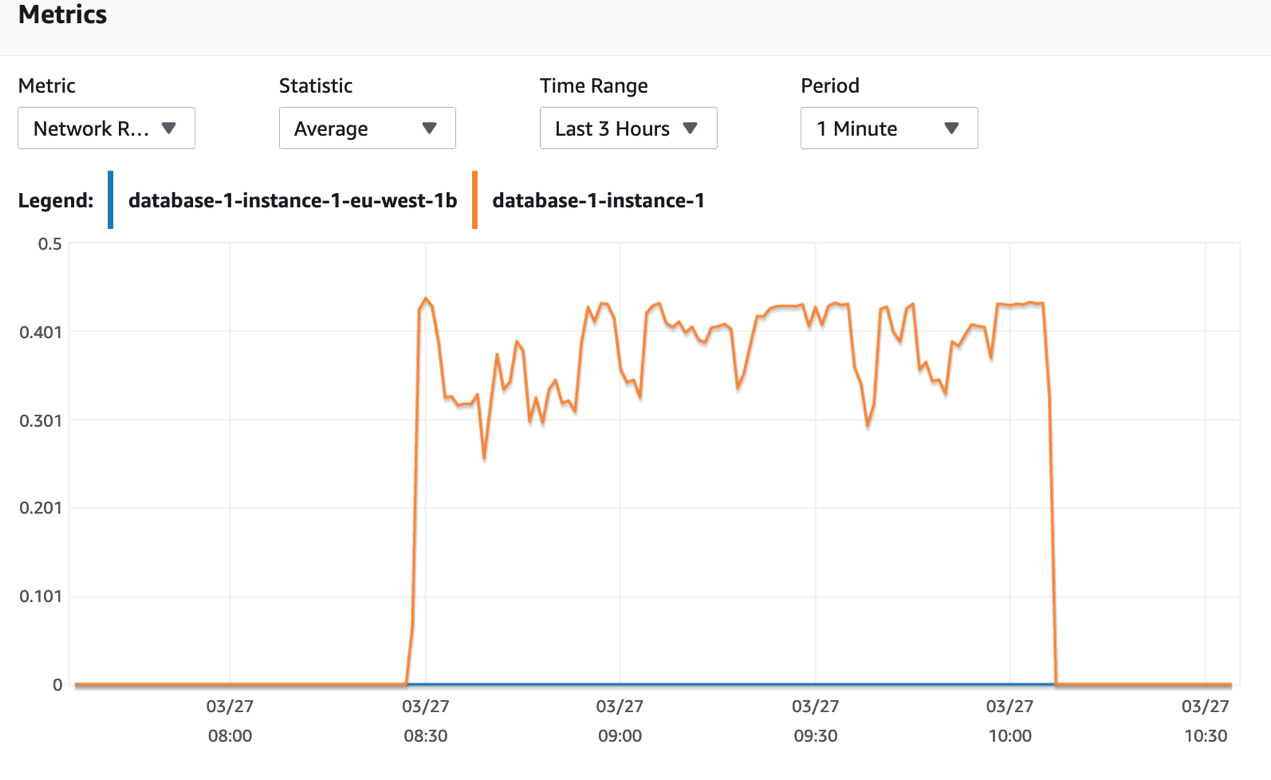 Metrics
Metric Statistic Time Range Period
Network R... Average Last 3 Hours 1 Minute
Legend: database-1-instance-1-eu-west-1b database-1-instance-1
0.5
0.401
0.301
0.201
0.101
0
03/27 03/27 03/27 03/27 03/27 03/27
08:00 08:30 09:00 09:30 10:00 10:30